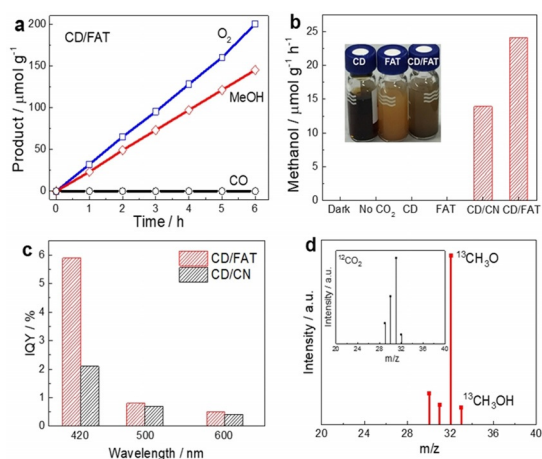 a
CD/FAT
O2
MeOH
CO
Product / μmol g⁻¹
200
150
100
50
0
0 1 2 3 4 5 6
Time / h
b
CD FAT CD/FAT
Methanol / μmol g⁻¹ h⁻¹
25
20
15
10
5
0
Dark No CO2 CD FAT CD/CN CD/FAT
c
CD/FAT
CD/CN
IQY / %
6
5
4
3
2
1
0
420 500 600
Wavelength / nm
d
¹²CO2
Intensity / a.u.
20 24 28 32 36 40
m/z
¹³CH3O
¹³CH3OH
Intensity / a.u.
20 24 28 32 36 40
m/z